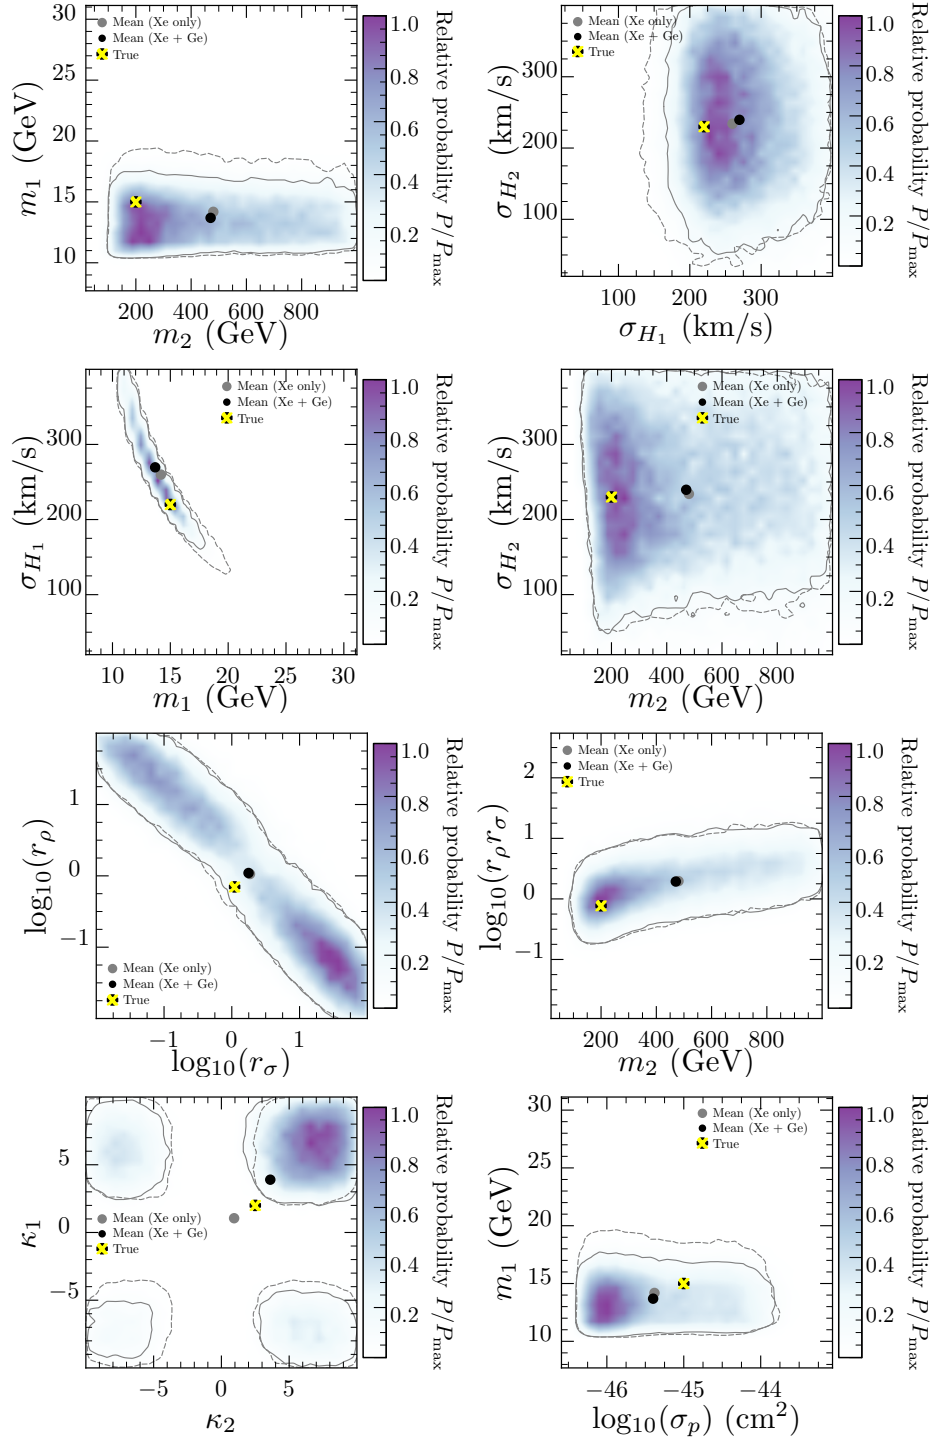 m₁ (GeV)
30
25
20
15
10
Mean (Xe only)
Mean (Xe + Ge)
True
200 400 600 800
m₂ (GeV)
1.0
0.8
0.6
0.4
0.2
Relative probability P/Pmax
σH₂ (km/s)
300
200
100
Mean (Xe only)
Mean (Xe + Ge)
True
100 200 300
σH₁ (km/s)
1.0
0.8
0.6
0.4
0.2
Relative probability P/Pmax
σH₁ (km/s)
300
200
100
Mean (Xe only)
Mean (Xe + Ge)
True
10 15 20 25 30
m₁ (GeV)
1.0
0.8
0.6
0.4
0.2
Relative probability P/Pmax
σH₂ (km/s)
300
200
100
Mean (Xe only)
Mean (Xe + Ge)
True
200 400 600 800
m₂ (GeV)
1.0
0.8
0.6
0.4
0.2
Relative probability P/Pmax
log₁₀(rρ)
1
0
−1
Mean (Xe only)
Mean (Xe + Ge)
True
−1 0 1
log₁₀(rσ)
1.0
0.8
0.6
0.4
0.2
Relative probability P/Pmax
log₁₀(rρrσ)
2
1
0
−1
Mean (Xe only)
Mean (Xe + Ge)
True
200 400 600 800
m₂ (GeV)
1.0
0.8
0.6
0.4
0.2
Relative probability P/Pmax
κ₁
5
0
−5
Mean (Xe only)
Mean (Xe + Ge)
True
−5 0 5
κ₂
1.0
0.8
0.6
0.4
0.2
Relative probability P/Pmax
m₁ (GeV)
30
25
20
15
10
Mean (Xe only)
Mean (Xe + Ge)
True
−46 −45 −44
log₁₀(σp) (cm²)
1.0
0.8
0.6
0.4
0.2
Relative probability P/Pmax